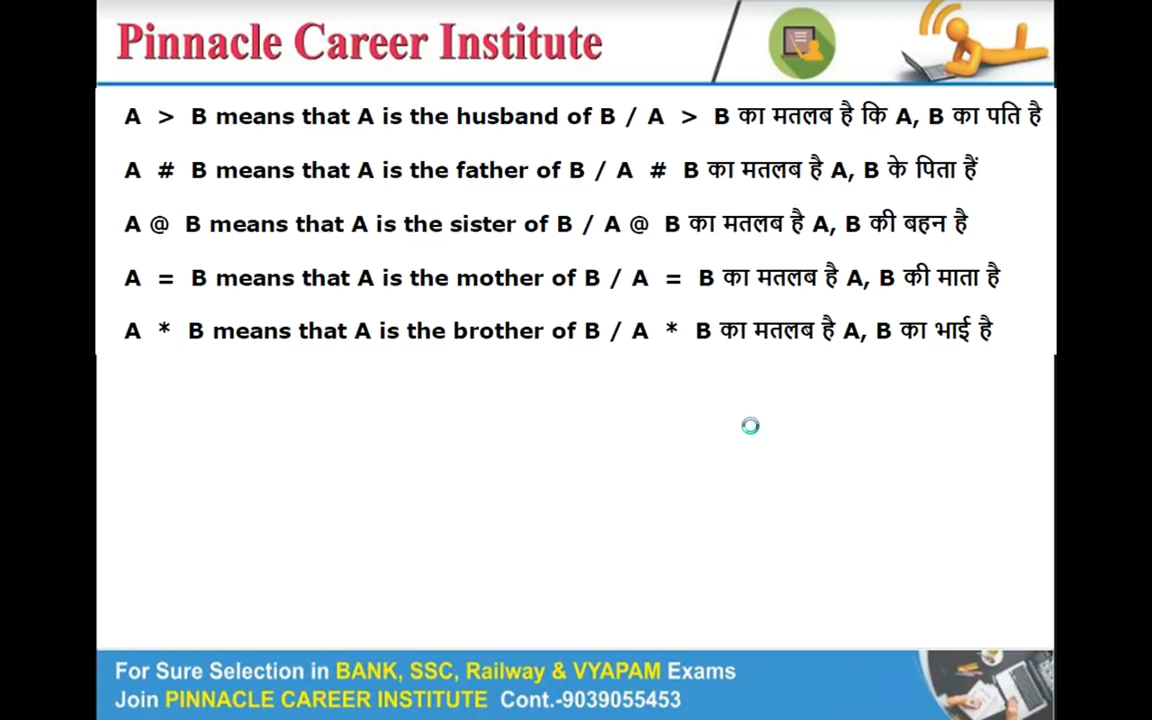 Pinnacle Career Institute
A > B means that A is the husband of B / A > B का मतलब है कि A, B का पति है
A # B means that A is the father of B / A # B का मतलब है A, B के पिता हैं
A @ B means that A is the sister of B / A @ B का मतलब है A, B की बहन है
A = B means that A is the mother of B / A = B का मतलब है A, B की माता है
A * B means that A is the brother of B / A * B का मतलब है A, B का भाई है
For Sure Selection in BANK, SSC, Railway & VYAPAM Exams
Join PINNACLE CAREER INSTITUTE Cont.-9039055453